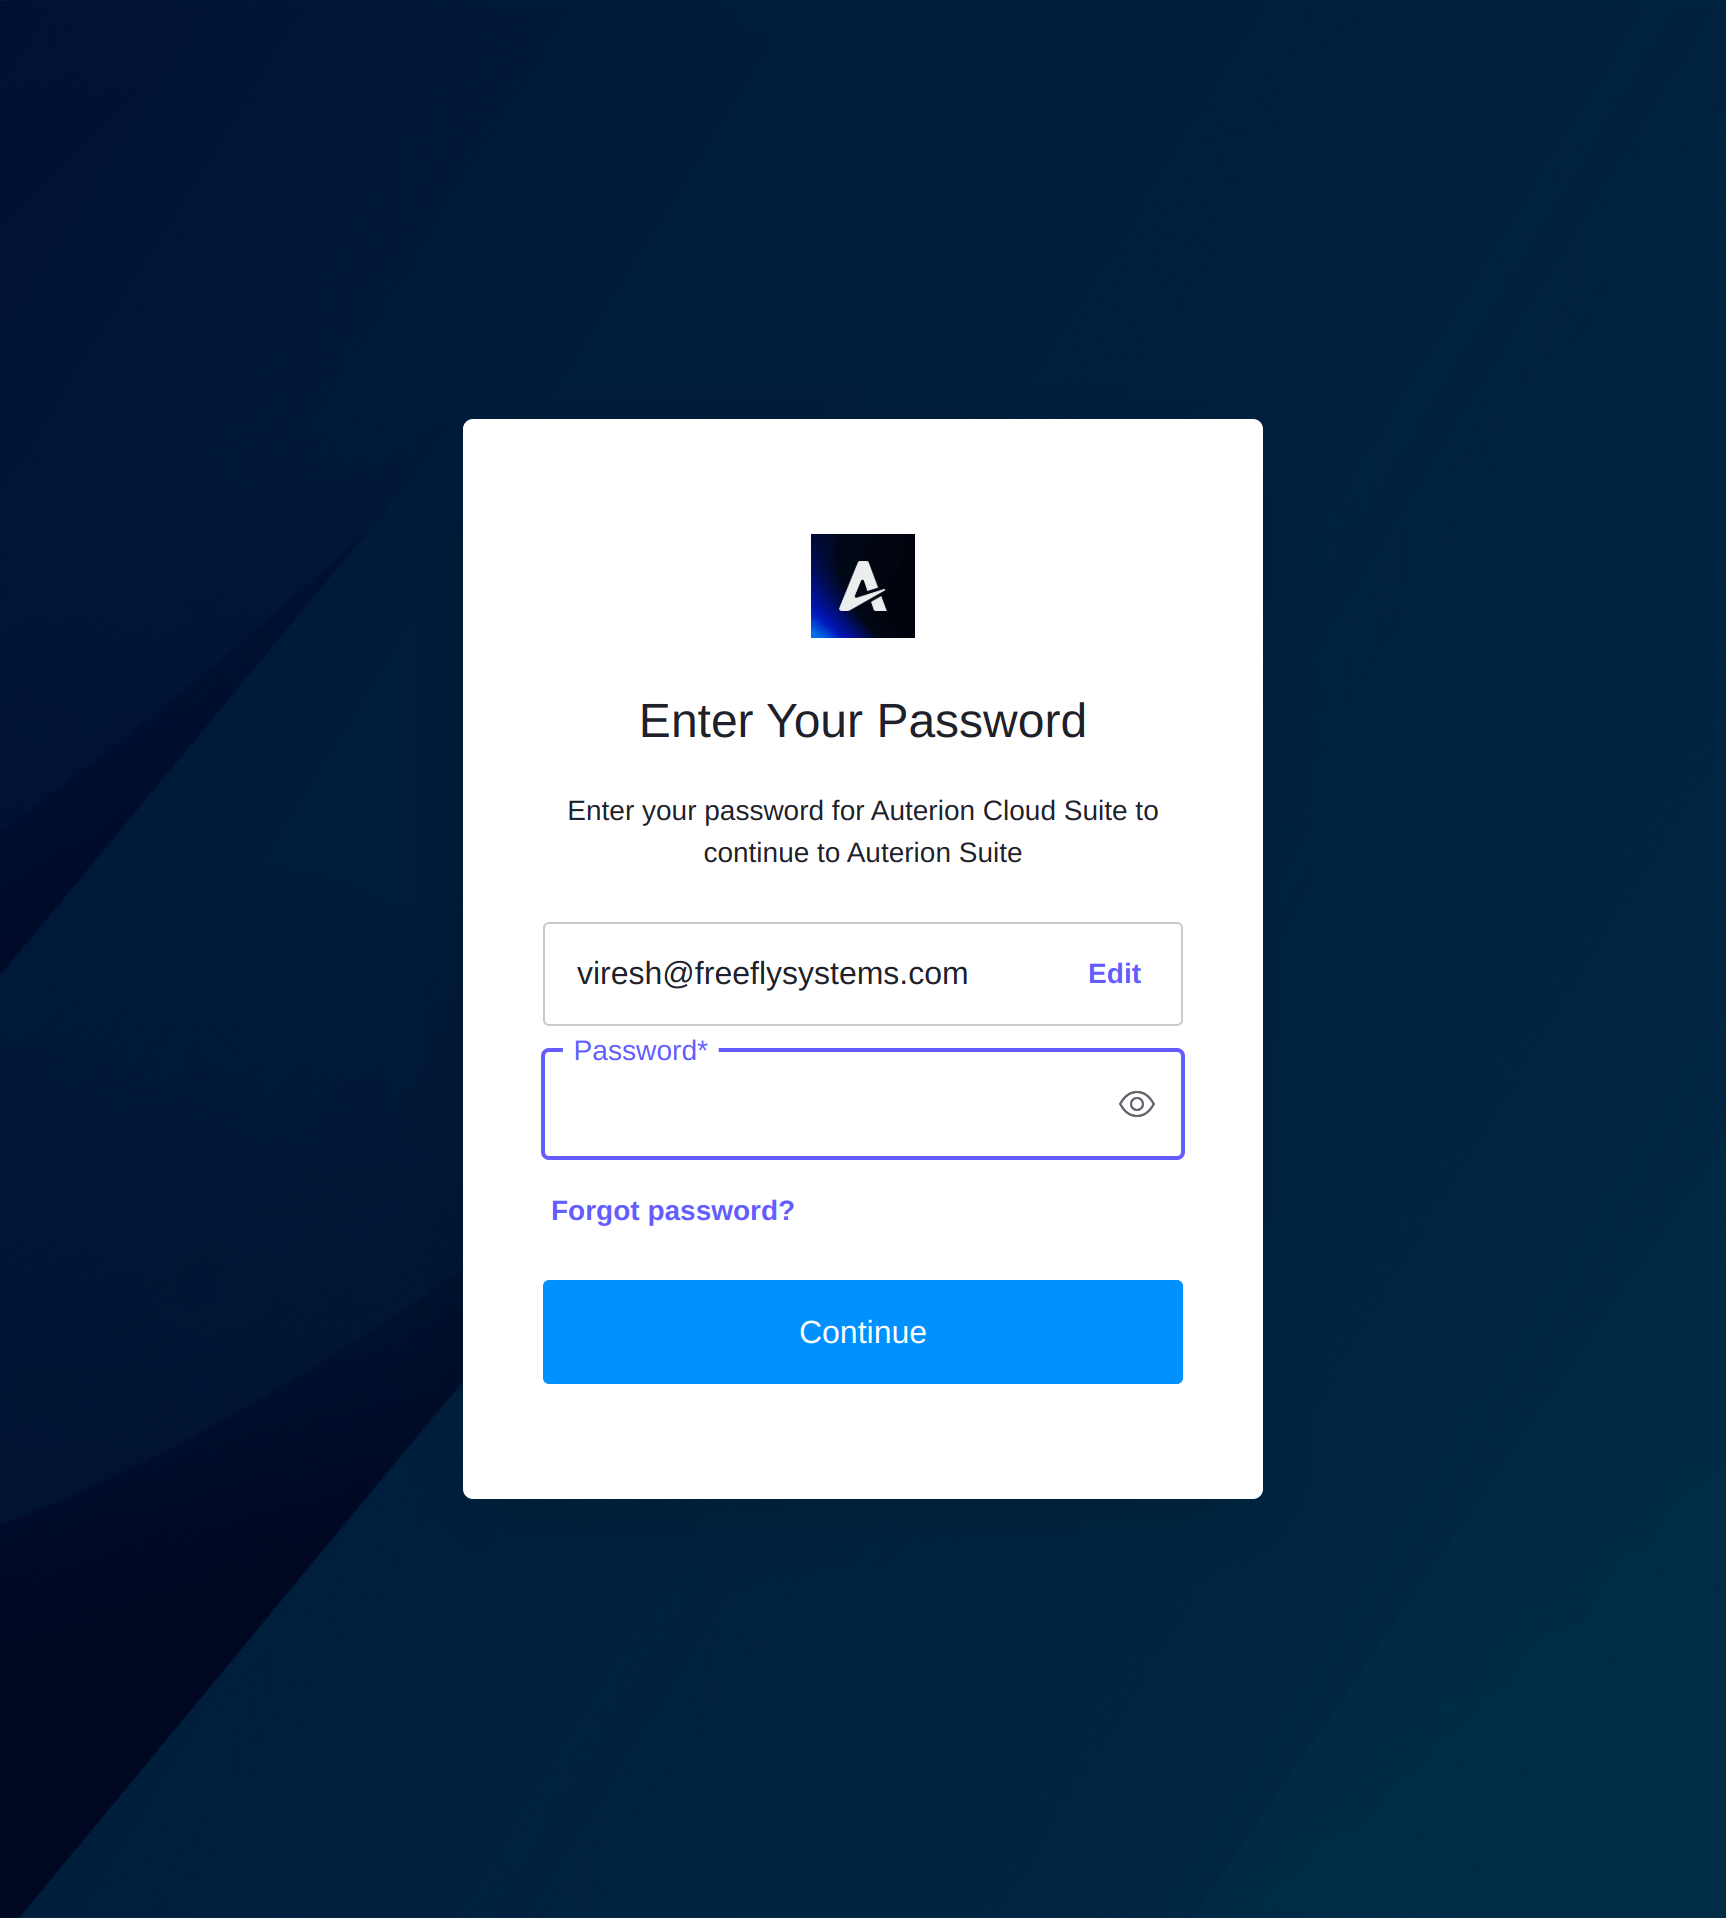 Enter Your Password
Enter your password for Auterion Cloud Suite to
continue to Auterion Suite
viresh@freeflysystems.com Edit
Password*
Forgot password?
Continue